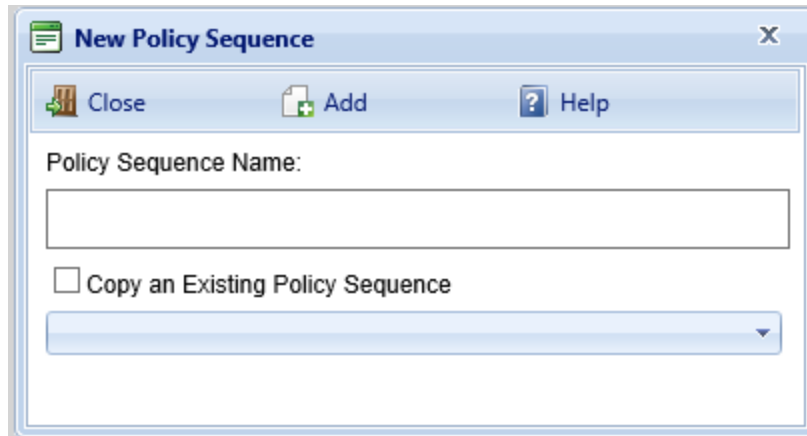 New Policy Sequence
Close Add Help
Policy Sequence Name:
Copy an Existing Policy Sequence